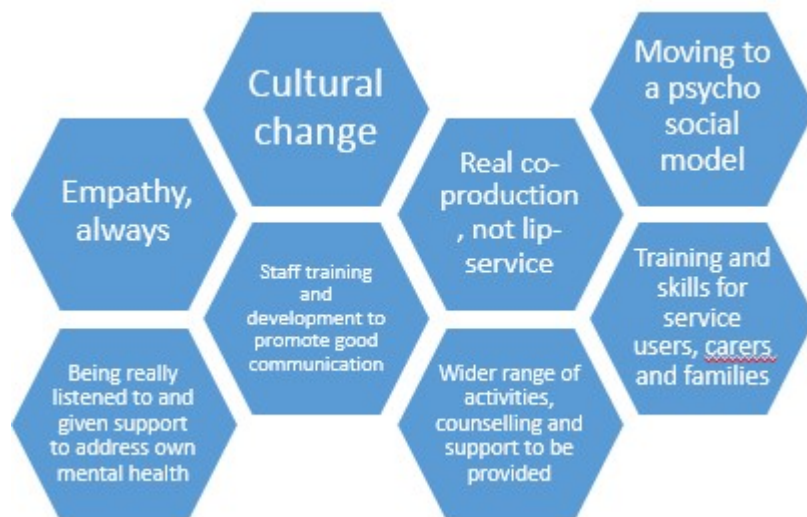 Cultural
change
Moving to
a psycho
social
model
Empathy,
always
Real co-
production
, not lip-
service
Staff training
and
development to
promote good
communication
Training and
skills for
service
users, carers,
and families
Being really
listened to and
given support
to address own
mental health
Wider range of
activities,
counselling and
support to be
provided